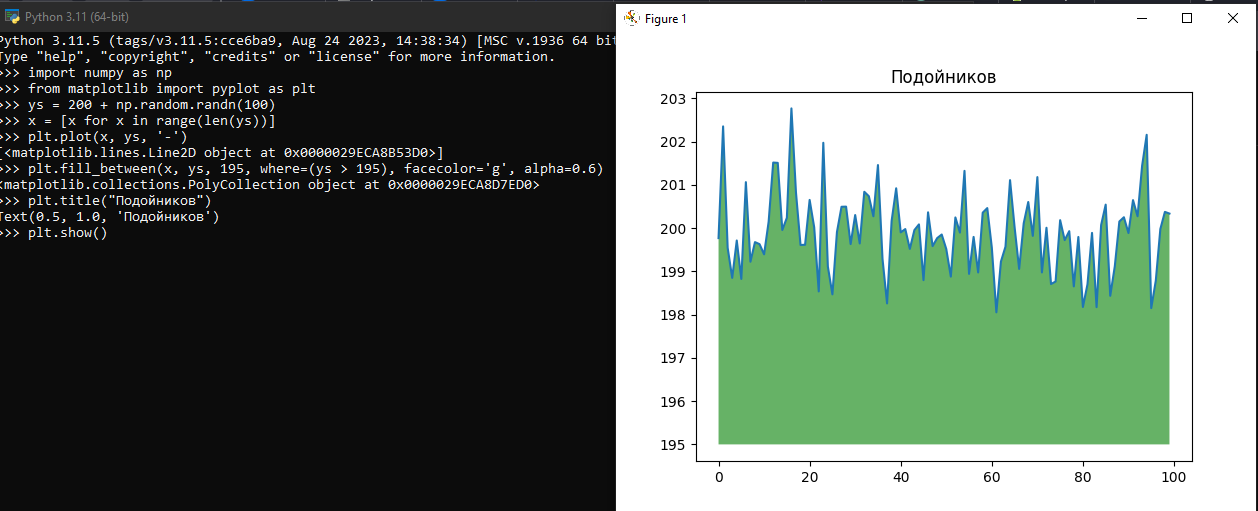 Python 3.11 (64-bit)
Python 3.11.5 (tags/v3.11.5:cce6ba9, Aug 24 2023, 14:38:34) [MSC v.1936 64 bit
Type "help", "copyright", "credits" or "license" for more information.
>>> import numpy as np
>>> from matplotlib import pyplot as plt
>>> ys = 200 + np.random.randn(100)
>>> x = [x for x in range(len(ys))]
>>> plt.plot(x, ys, '-')
[<matplotlib.lines.Line2D object at 0x0000029ECA8B53D0>]
>>> plt.fill_between(x, ys, 195, where=(ys > 195), facecolor='g', alpha=0.6)
<matplotlib.collections.PolyCollection object at 0x0000029ECA8D7ED0>
>>> plt.title("Подойников")
Text(0.5, 1.0, 'Подойников')
>>> plt.show()
Figure 1
Подойников
203
202
201
200
199
198
197
196
195
0 20 40 60 80 100